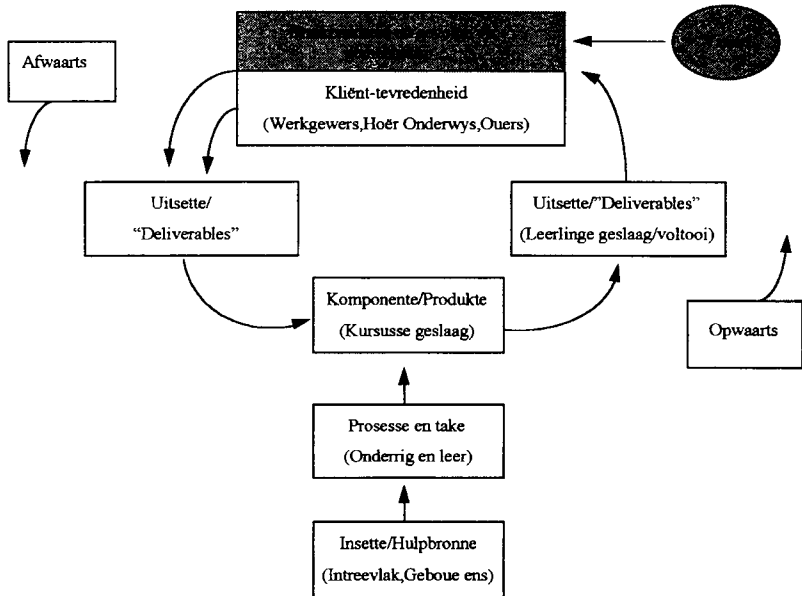 Afwaarts
Kliënt-tevredenheid
(Werkgewers,Hoër Onderwys,Ouers)
Uitsette/
“Deliverables”
Uitsette/”Deliverables”
(Leerlinge geslaag/voltooi)
Komponente/Produkte
(Kursusse geslaag)
Opwaarts
Prosesse en take
(Onderrig en leer)
Insette/Hulpbronne
(Intreevlak,Geboue ens)